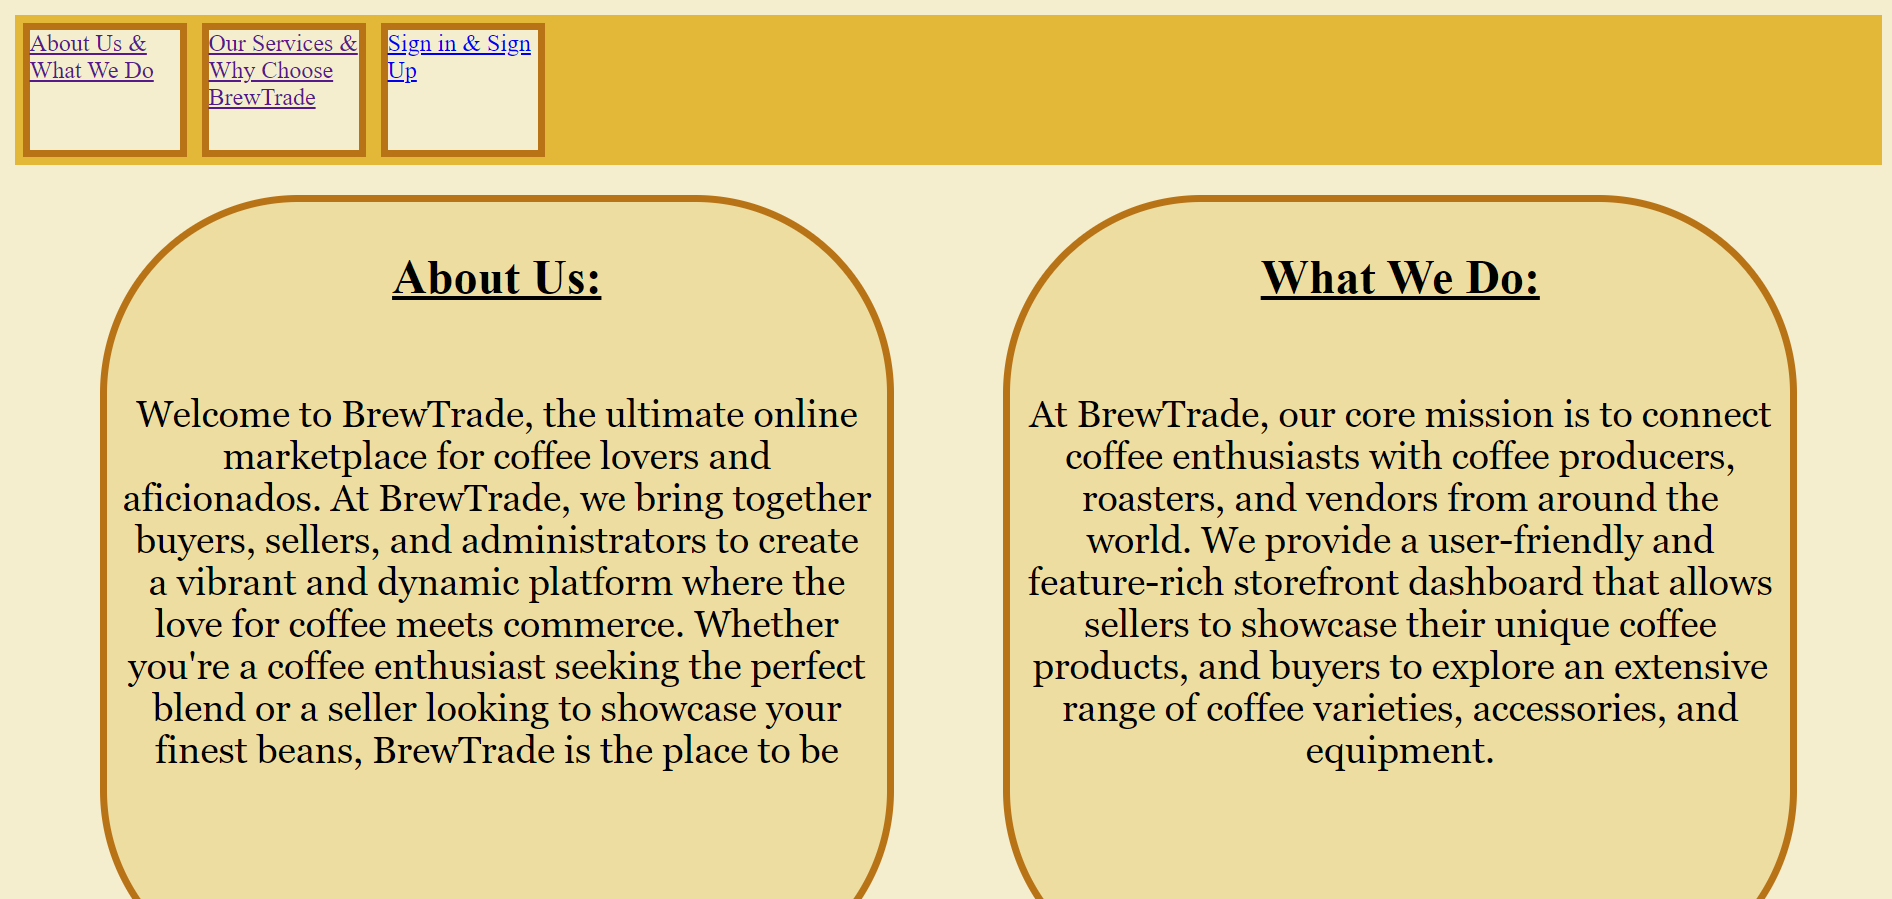 About Us &
What We Do
Our Services &
Why Choose
BrewTrade
Sign in & Sign
Up
About Us:
Welcome to BrewTrade, the ultimate online
marketplace for coffee lovers and
aficionados. At BrewTrade, we bring together
buyers, sellers, and administrators to create
a vibrant and dynamic platform where the
love for coffee meets commerce. Whether
you're a coffee enthusiast seeking the perfect
blend or a seller looking to showcase your
finest beans, BrewTrade is the place to be
What We Do:
At BrewTrade, our core mission is to connect
coffee enthusiasts with coffee producers,
roasters, and vendors from around the
world. We provide a user-friendly and
feature-rich storefront dashboard that allows
sellers to showcase their unique coffee
products, and buyers to explore an extensive
range of coffee varieties, accessories, and
equipment.